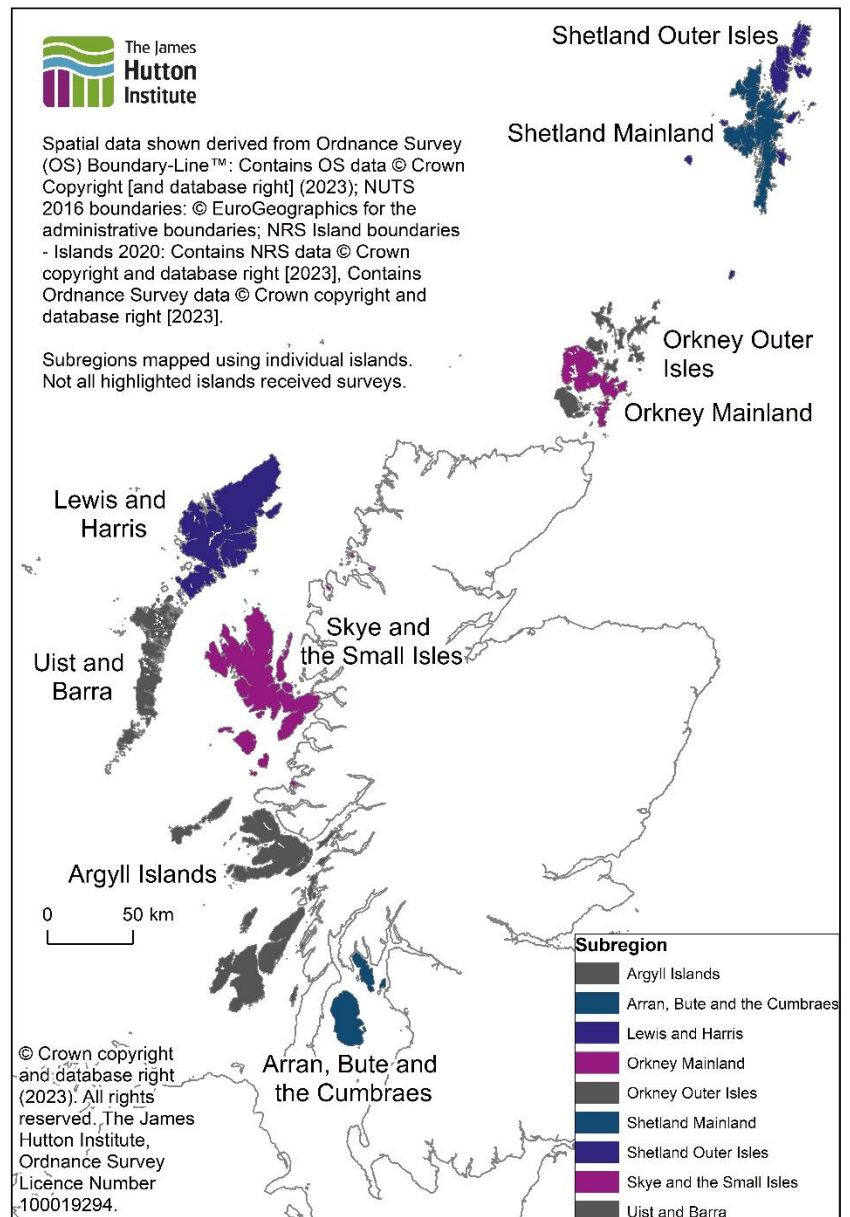 The James
Hutton
Institute
Shetland Outer Isles
Spatial data shown derived from Ordnance Survey
(OS) Boundary-Line™: Contains OS data © Crown
Copyright [and database right] (2023); NUTS
2016 boundaries: © EuroGeographics for the
administrative boundaries; NRS Island boundaries
- Islands 2020: Contains NRS data © Crown
copyright and database right [2023], Contains
Ordnance Survey data © Crown copyright and
database right [2023].
Subregions mapped using individual islands.
Not all highlighted islands received surveys.
Shetland Mainland
Orkney Outer
Isles
Orkney Mainland
Lewis and
Harris
Skye and
the Small Isles
Uist and
Barra
Argyll Islands
0 50 km
Arran, Bute and
the Cumbraes
© Crown copyright
and database right
(2023). All rights
reserved. The James
Hutton Institute,
Ordnance Survey
Licence Number
100019294.
Subregion
Argyll Islands
Arran, Bute and the Cumbraes
Lewis and Harris
Orkney Mainland
Orkney Outer Isles
Shetland Mainland
Shetland Outer Isles
Skye and the Small Isles
Uist and Barra